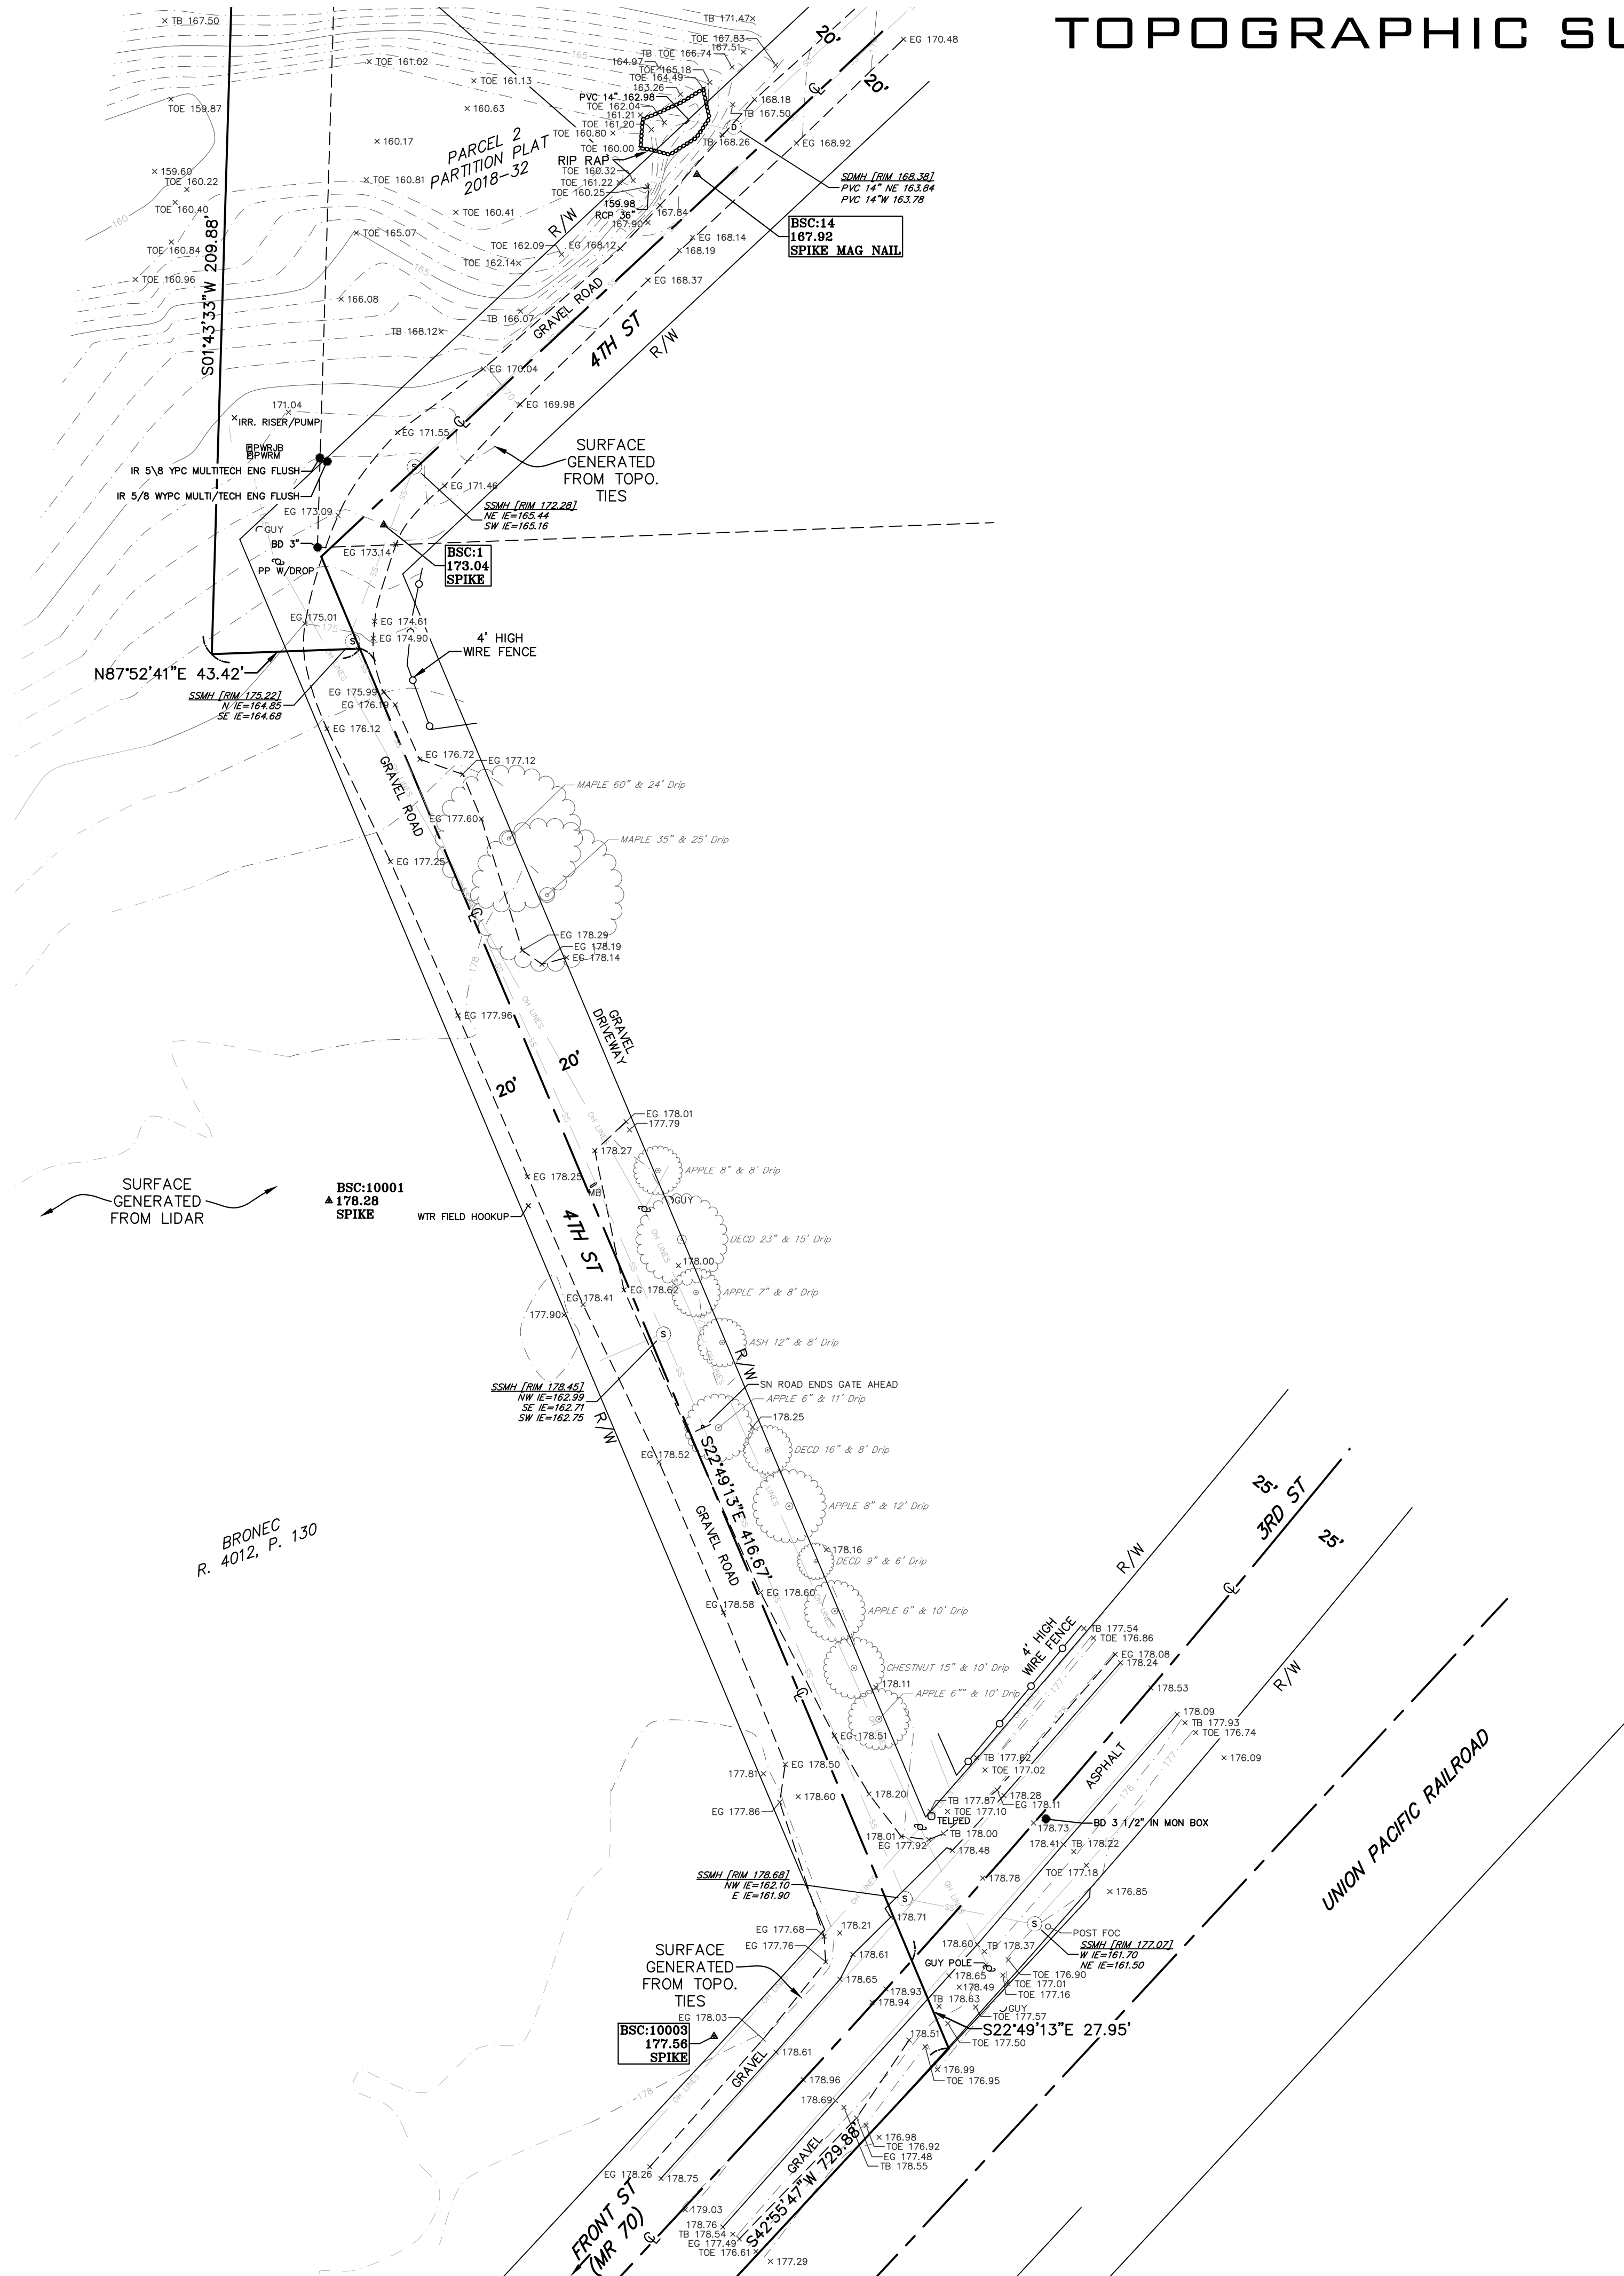 TOPOGRAPHIC SU
TB 167.50
TB 171.47
20'
EG 170.48
TOE 167.83
167.51
TB TOE 166.74
164.97
TOE 165.18
TOE 164.49
163.26
20'
TOE 161.02
TOE 161.13
PVC 14" 162.98
TOE 162.04
161.21
TOE 161.20
TOE 160.80
TOE 160.00
168.18
TB 167.50
TOE 159.87
160.63
160.17
PARCEL 2
PARTITION PLAT
2018-32
RIP RAP
TOE 160.32
TOE 161.22
TOE 160.25
159.98
RCP 36"
TB 168.26
EG 168.92
SDMH [RIM 168.38]
PVC 14" NE 163.84
PVC 14"W 163.78
159.60
TOE 160.22
TOE 160.40
TOE 160.81
TOE 160.41
R/W
167.84
167.90
BSC:14
167.92
SPIKE MAG NAIL
160
TOE 160.84
TOE 160.96
S01°43'33"W 209.88'
TOE 165.07
TOE 162.09
TOE 162.14
EG 168.12
EG 168.14
168.19
EG 168.37
165
165
166.08
TB 166.07
TB 168.12
GRAVEL ROAD
4TH ST
R/W
EG 170.04
170
EG 169.98
171.04
IRR. RISER/PUMP
EG 171.55
PWRJB
PWRM
IR 5\8 YPC MULTITECH ENG FLUSH
IR 5/8 WYPC MULTI/TECH ENG FLUSH
SURFACE
GENERATED
FROM TOPO.
TIES
EG 171.46
SSMH [RIM 172.28]
NE IE=165.44
SW IE=165.16
EG 173.09
GUY
BD 3"
EG 173.14
PP W/DROP
BSC:1
173.04
SPIKE
EG 175.01
175
EG 174.61
EG 174.90
4' HIGH
WIRE FENCE
N87°52'41"E 43.42'
SSMH [RIM 175.22]
N IE=164.85
SE IE=164.68
EG 175.99
EG 176.19
EG 176.12
EG 176.72
EG 177.12
GRAVEL ROAD
MAPLE 60" & 24' Drip
EG 177.60
MAPLE 35" & 25' Drip
EG 177.25
EG 178.29
EG 178.19
EG 178.14
178
SS
OH LINES
EG 177.96
GRAVEL
DRIVEWAY
20'
20'
EG 178.01
177.79
178.27
APPLE 8" & 8' Drip
EG 178.25
MB
GUY
SURFACE
GENERATED
FROM LIDAR
BSC:10001
178.28
SPIKE
WTR FIELD HOOKUP
4TH ST
DECD 23" & 15' Drip
178.00
EG 178.62
APPLE 7" & 8' Drip
EG 178.41
177.90
ASH 12" & 8' Drip
R/W
SSMH [RIM 178.45]
NW IE=162.99
SE IE=162.71
SW IE=162.75
R/W
SN ROAD ENDS GATE AHEAD
APPLE 6" & 11' Drip
178.25
EG 178.52
DECD 16" & 8' Drip
S22°49'13"E 416.67'
APPLE 8" & 12' Drip
GRAVEL ROAD
BRONEC
R. 4012, P. 130
178.16
DECD 9" & 6' Drip
EG 178.60
EG 178.58
APPLE 6" & 10' Drip
25'
3RD ST
25'
R/W
4' HIGH
WIRE FENCE
TB 177.54
TOE 176.86
EG 178.08
178.24
CHESTNUT 15" & 10' Drip
178.11
APPLE 6"" & 10' Drip
178.53
R/W
178.09
TB 177.93
TOE 176.74
176.09
EG 178.51
EG 178.50
177.81
178.60
178.20
EG 177.86
TB 177.62
TOE 177.02
ASPHALT
178.28
EG 178.11
TB 177.87
TOE 177.10
TELPED
178.73
BD 3 1/2" IN MON BOX
UNION PACIFIC RAILROAD
178.01
EG 177.92
TB 178.00
178.48
178.41
TB 178.22
TOE 177.18
178.78
176.85
SSMH [RIM 178.68]
NW IE=162.10
E IE=161.90
178.71
EG 177.68
178.21
EG 177.76
178.61
POST FOC
SSMH [RIM 177.07]
W IE=161.70
NE IE=161.50
178.60
TB 178.37
GUY POLE
TOE 176.90
TOE 177.01
TOE 177.16
SURFACE
GENERATED
FROM TOPO.
TIES
178.65
178.65
178.93
178.94
178.49
TB 178.63
GUY
TOE 177.57
EG 178.03
BSC:10003
177.56
SPIKE
S22°49'13"E 27.95'
178.51
TOE 177.50
178.61
176.99
TOE 176.95
GRAVEL
178.96
178.69
178
GRAVEL
176.98
TOE 176.92
EG 177.48
TB 178.55
EG 178.26
178.75
S42°55'47"W 729.88'
FRONT ST
(MR 70)
179.03
178.76
TB 178.54
EG 177.49
TOE 176.61
177.29